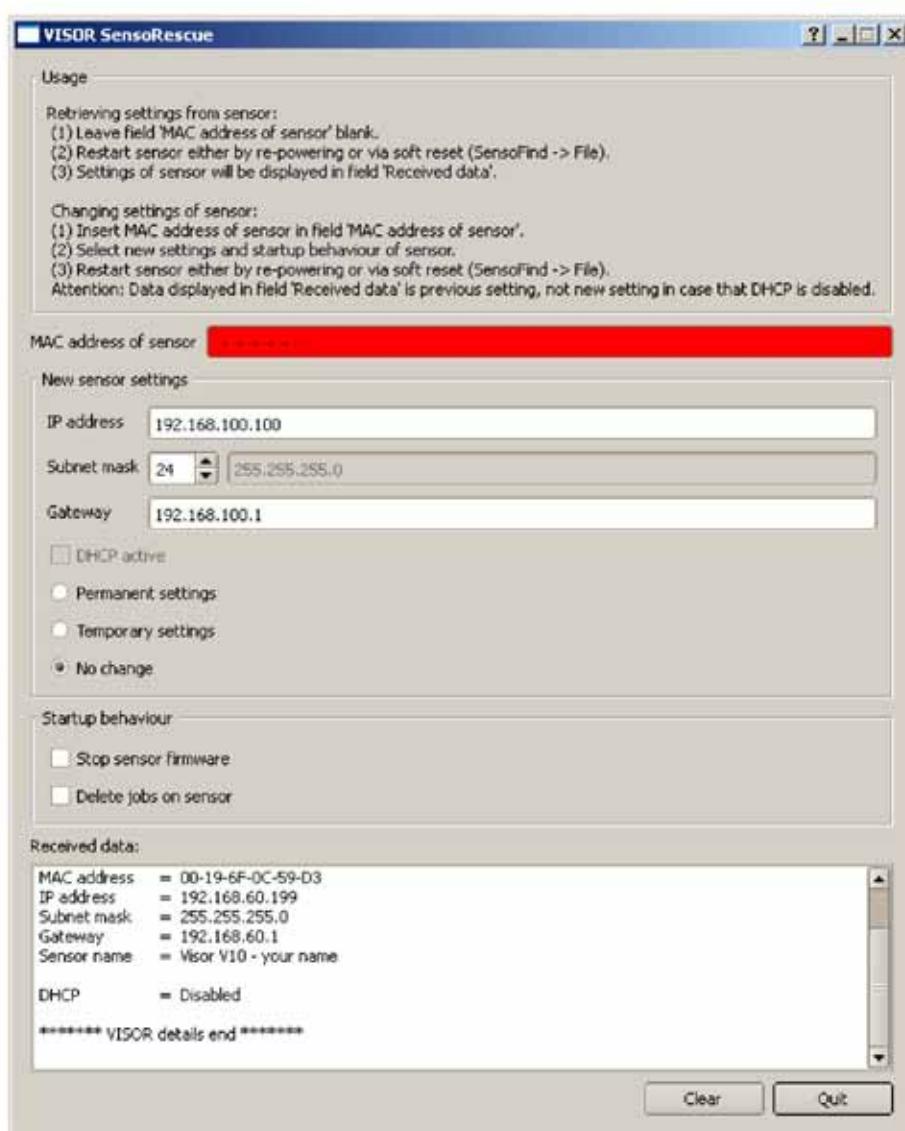 VISOR SensoRescue
Usage
Retrieving settings from sensor:
(1) Leave field 'MAC address of sensor' blank.
(2) Restart sensor either by re-powering or via soft reset (SensoFind -> File).
(3) Settings of sensor will be displayed in field 'Received data'.
Changing settings of sensor:
(1) Insert MAC address of sensor in field 'MAC address of sensor'.
(2) Select new settings and startup behaviour of sensor.
(3) Restart sensor either by re-powering or via soft reset (SensoFind -> File).
Attention: Data displayed in field 'Received data' is previous setting, not new setting in case that DHCP is disabled.
MAC address of sensor - - - - -
New sensor settings
IP address 192.168.100.100
Subnet mask 24 255.255.255.0
Gateway 192.168.100.1
DHCP active
Permanent settings
Temporary settings
No change
Startup behaviour
Stop sensor firmware
Delete jobs on sensor
Received data:
MAC address = 00-19-6F-0C-59-D3
IP address = 192.168.60.199
Subnet mask = 255.255.255.0
Gateway = 192.168.60.1
Sensor name = Visor V10 - your name
DHCP = Disabled
******* VISOR details end *******
Clear Quit